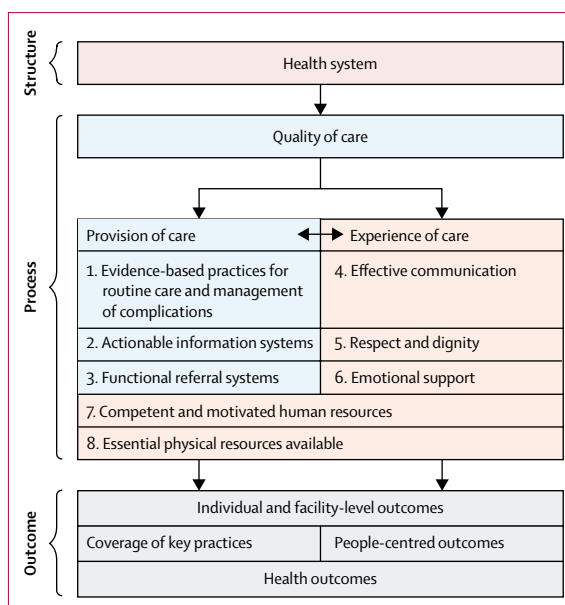 Structure
Health system
Process
Quality of care
Provision of care
Experience of care
1. Evidence-based practices for
routine care and management
of complications
4. Effective communication
2. Actionable information systems
5. Respect and dignity
3. Functional referral systems
6. Emotional support
7. Competent and motivated human resources
8. Essential physical resources available
Outcome
Individual and facility-level outcomes
Coverage of key practices
People-centred outcomes
Health outcomes